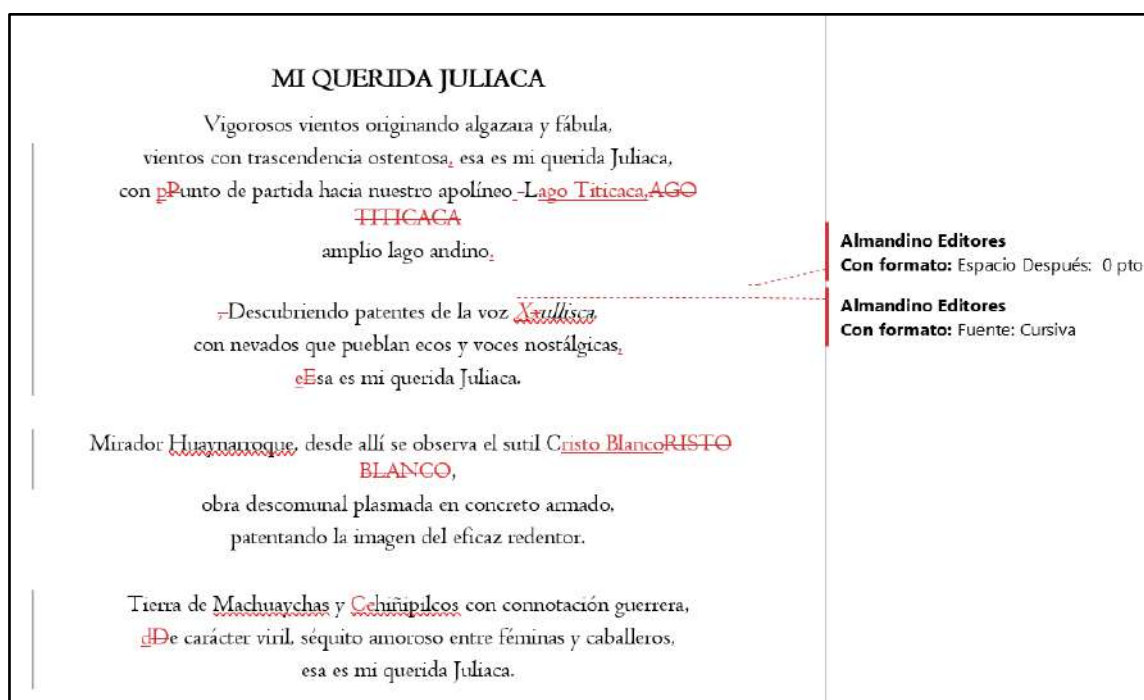 MI QUERIDA JULIACA
Vigorosos vientos originando algazara y fábula,
vientos con trascendencia ostentosa, esa es mi querida Juliaca,
con pPunto de partida hacia nuestro apolíneo -Lago Titicaca,AGO
TITICACA
amplio lago andino.
Almandino Editores
Con formato: Espacio Después: 0 pto
,-Descubriendo patentes de la voz Xxullisca,
Almandino Editores
Con formato: Fuente: Cursiva
con nevados que pueblan ecos y voces nostálgicas,
eEsa es mi querida Juliaca.
Mirador Huaynarroque, desde allí se observa el sutil Cristo BlancoRISTO
BLANCO,
obra descomunal plasmada en concreto armado,
patentando la imagen del eficaz redentor.
Tierra de Machuaychas y Cchiñipilcos con connotación guerrera,
dDe carácter viril, séquito amoroso entre féminas y caballeros,
esa es mi querida Juliaca.